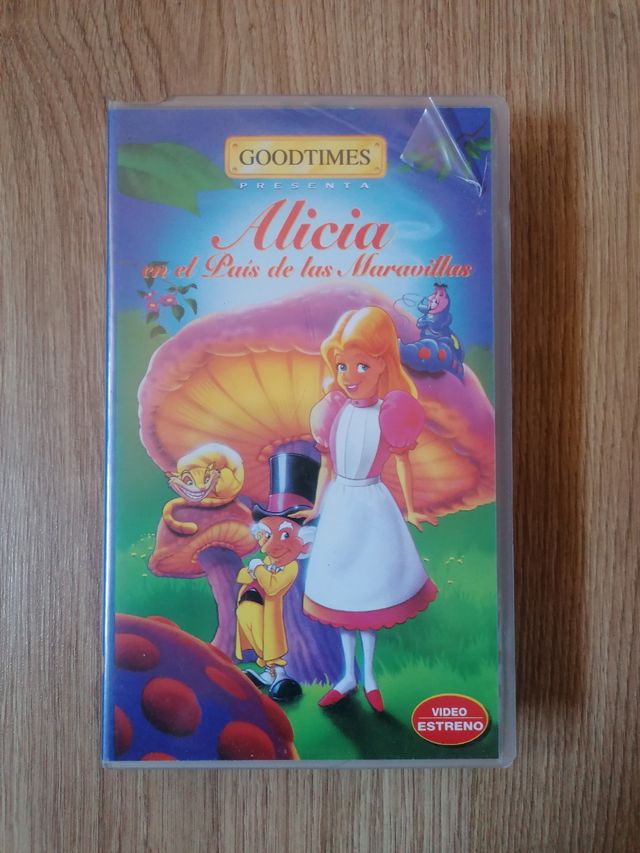 GOODTIMES
PRESENTA
Alicia
en el País de las Maravillas
VIDEO
ESTRENO